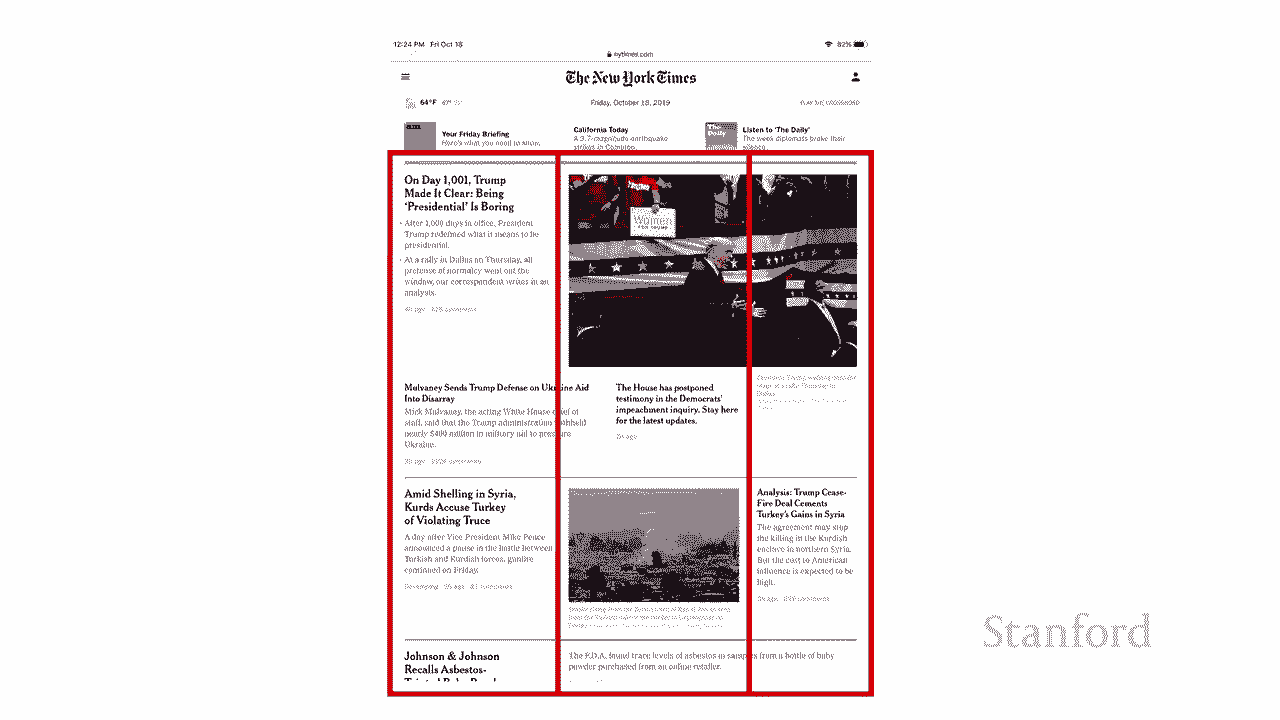 12:24 PM Fri Oct 18
nytimes.com
82%
The New York Times
64°F
Friday, October 18, 2019
PLAY THE CROSSWORD
Your Friday Briefing
Here's what you need to know.
California Today
A 3.7-magnitude earthquake
strikes in Compton.
The
Daily
Listen to 'The Daily'
The week diplomats broke their
silence.
On Day 1,001, Trump
Made It Clear: Being
'Presidential' Is Boring
• After 1,000 days in office, President
Trump redefined what it means to be
presidential.
• At a rally in Dallas on Thursday, all
pretense of normalcy went out the
window, our correspondent writes in an
analysis.
WOMEN
FOR TRUMP
Mulvaney Sends Trump Defense on Ukraine Aid
Into Disarray
Mick Mulvaney, the acting White House chief of
staff, said that the Trump administration withheld
nearly $400 million in military aid to pressure
Ukraine.
The House has postponed
testimony in the Democrats'
impeachment inquiry. Stay here
for the latest updates.
Amid Shelling in Syria,
Kurds Accuse Turkey
of Violating Truce
A day after Vice President Mike Pence
announced a pause in the battle between
Turkish and Kurdish forces, gunfire
continued on Friday.
Analysis: Trump Cease-
Fire Deal Cements
Turkey's Gains in Syria
The agreement may stop
the killing in the Kurdish
enclave in northern Syria.
But the cost to American
influence is expected to be
high.
Johnson & Johnson
Recalls Asbestos-
The F.D.A. found trace levels of asbestos in samples from a bottle of baby
powder purchased from an online retailer.
Stanford